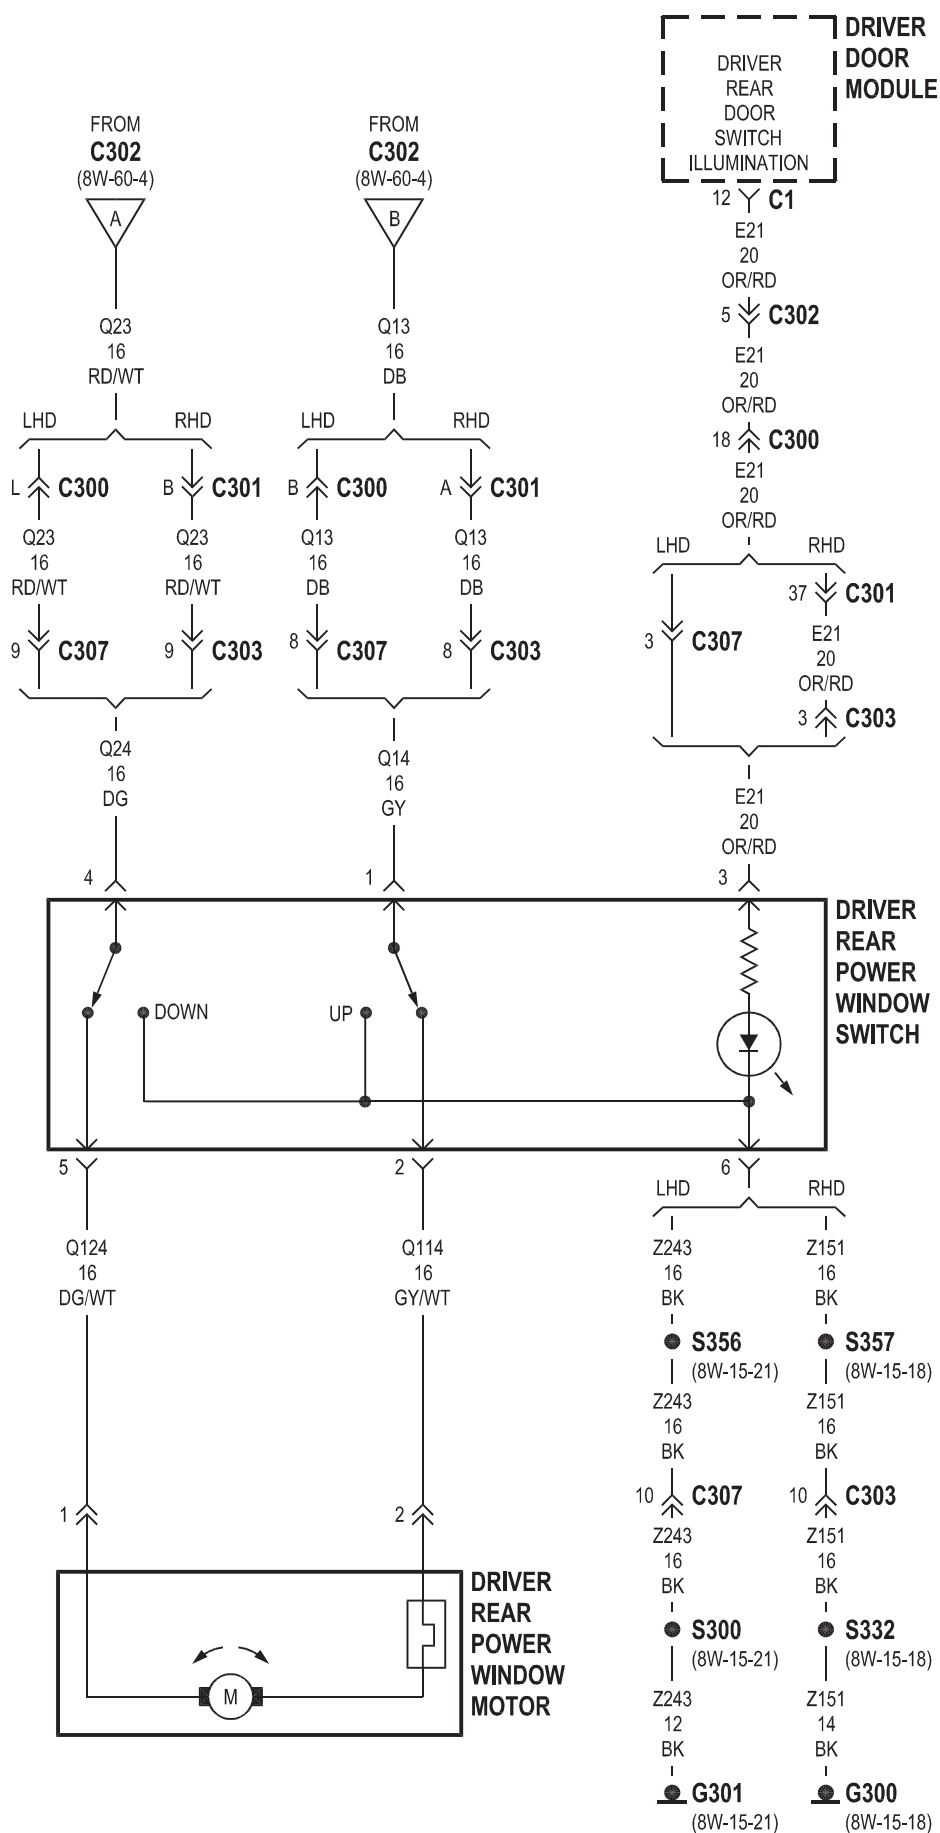 DRIVER
DOOR
MODULE
DRIVER
REAR
DOOR
SWITCH
ILLUMINATION
FROM
C302
(8W-60-4)
A
FROM
C302
(8W-60-4)
B
12 C1
E21
20
OR/RD
5 C302
E21
20
OR/RD
18 C300
E21
20
OR/RD
Q23
16
RD/WT
Q13
16
DB
LHD RHD
LHD RHD
L C300
B C301
B C300
A C301
Q23
16
RD/WT
Q23
16
RD/WT
Q13
16
DB
Q13
16
DB
9 C307
9 C303
8 C307
8 C303
LHD RHD
37 C301
3 C307
E21
20
OR/RD
3 C303
Q24
16
DG
Q14
16
GY
E21
20
OR/RD
4
1
3
DRIVER
REAR
POWER
WINDOW
SWITCH
DOWN
UP
5
2
6
LHD RHD
Q124
16
DG/WT
Q114
16
GY/WT
Z243
16
BK
Z151
16
BK
S356
(8W-15-21)
S357
(8W-15-18)
Z243
16
BK
Z151
16
BK
10 C307
10 C303
Z243
16
BK
Z151
16
BK
1
2
DRIVER
REAR
POWER
WINDOW
MOTOR
M
S300
(8W-15-21)
S332
(8W-15-18)
Z243
12
BK
Z151
14
BK
G301
(8W-15-21)
G300
(8W-15-18)